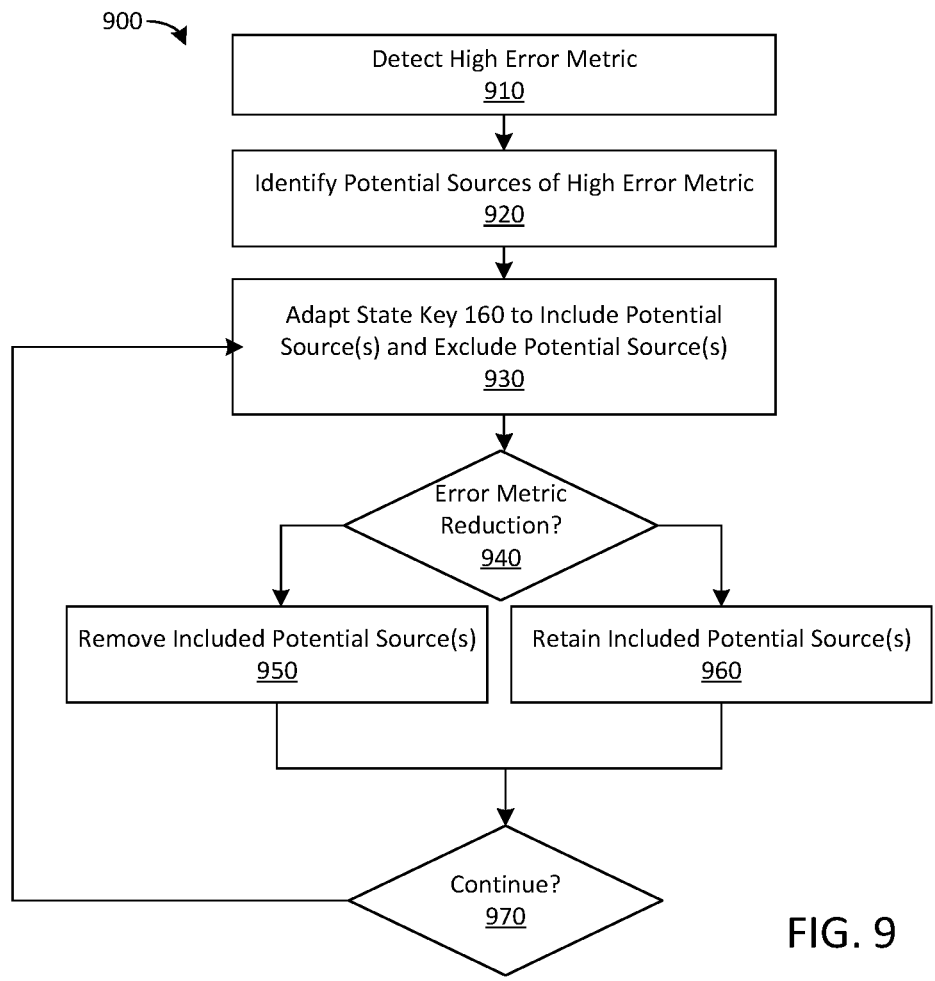 900
Detect High Error Metric
910
Identify Potential Sources of High Error Metric
920
Adapt State Key 160 to Include Potential
Source(s) and Exclude Potential Source(s)
930
Error Metric
Reduction?
940
Remove Included Potential Source(s)
950
Retain Included Potential Source(s)
960
Continue?
970
FIG. 9